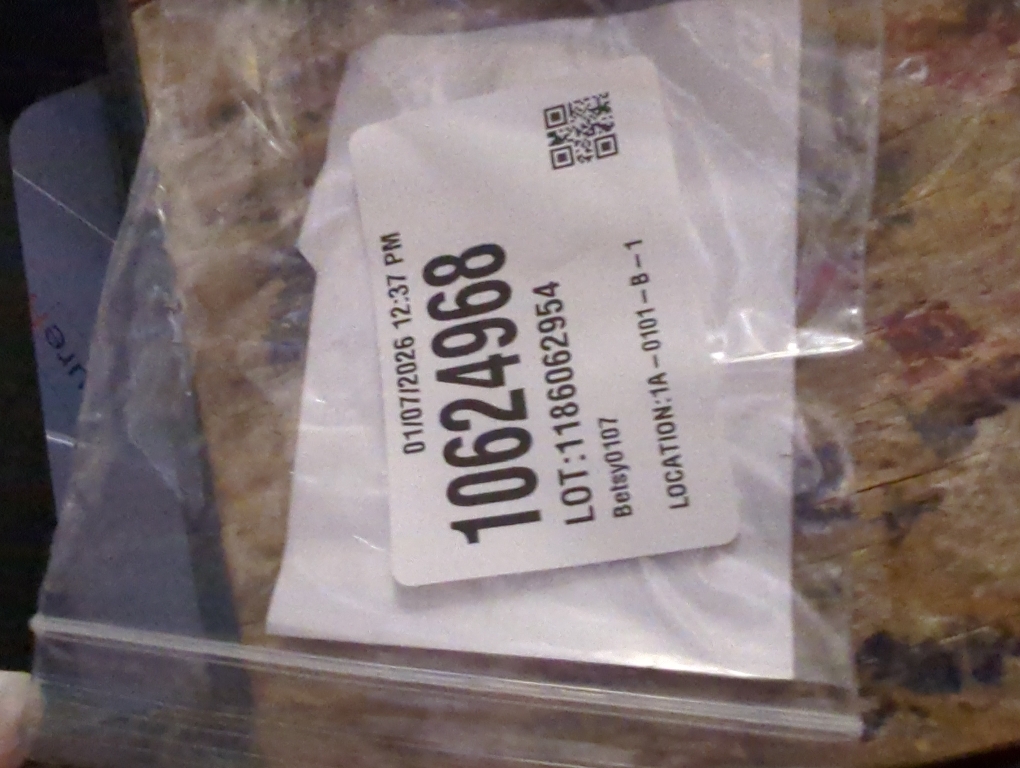 01/07/2026 12:37 PM
10624968
LOT:1186062954
Betsy0107
LOCATION:1A-0101-B-1